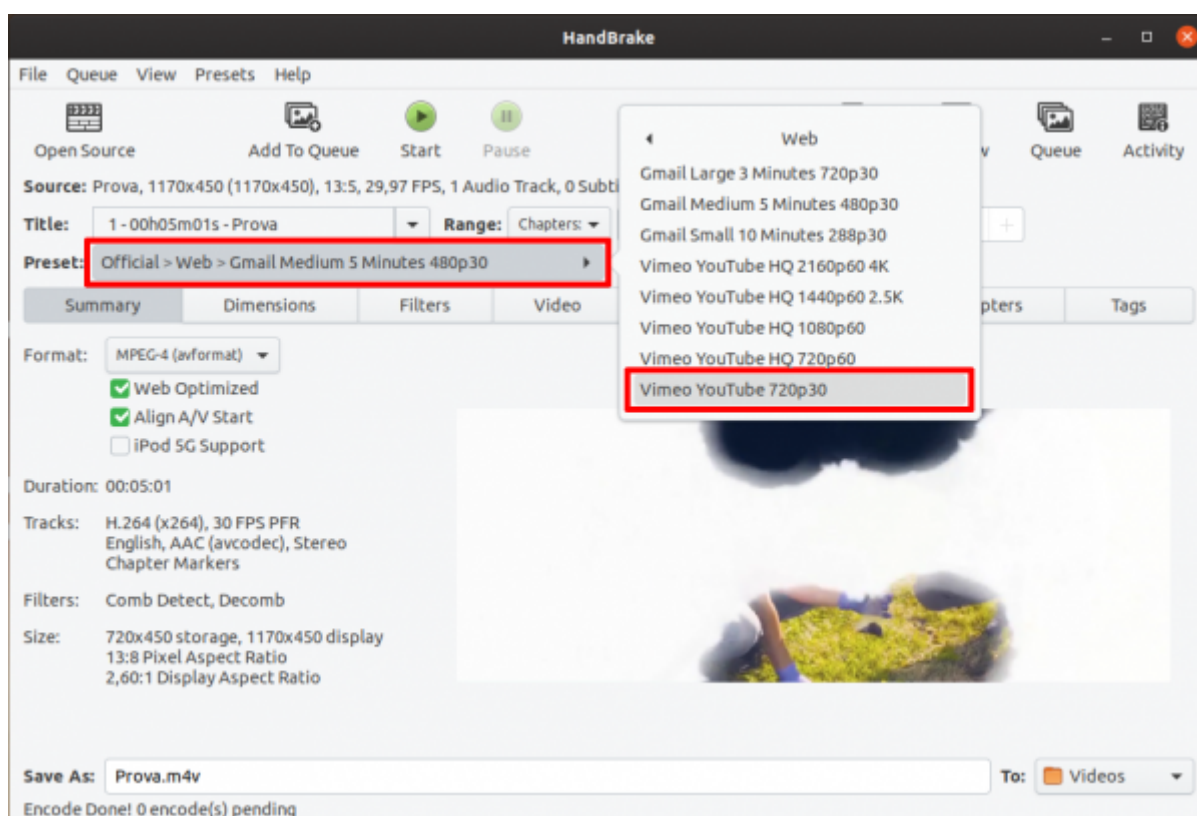 HandBrake
File Queue View Presets Help
Open Source Add To Queue Start Pause Queue Activity
Source: Prova, 1170x450 (1170x450), 13:5, 29,97 FPS, 1 Audio Track, 0 Subti
Title: 1 - 00h05m01s - Prova Range: Chapters:
Preset: Official > Web > Gmail Medium 5 Minutes 480p30
Web
Gmail Large 3 Minutes 720p30
Gmail Medium 5 Minutes 480p30
Gmail Small 10 Minutes 288p30
Vimeo YouTube HQ 2160p60 4K
Vimeo YouTube HQ 1440p60 2.5K
Vimeo YouTube HQ 1080p60
Vimeo YouTube HQ 720p60
Vimeo YouTube 720p30
Summary Dimensions Filters Video pters Tags
Format: MPEG-4 (avformat)
Web Optimized
Align A/V Start
iPod 5G Support
Duration: 00:05:01
Tracks: H.264 (x264), 30 FPS PFR
English, AAC (avcodec), Stereo
Chapter Markers
Filters: Comb Detect, Decomb
Size: 720x450 storage, 1170x450 display
13:8 Pixel Aspect Ratio
2,60:1 Display Aspect Ratio
Save As: Prova.m4v To: Videos
Encode Done! 0 encode(s) pending